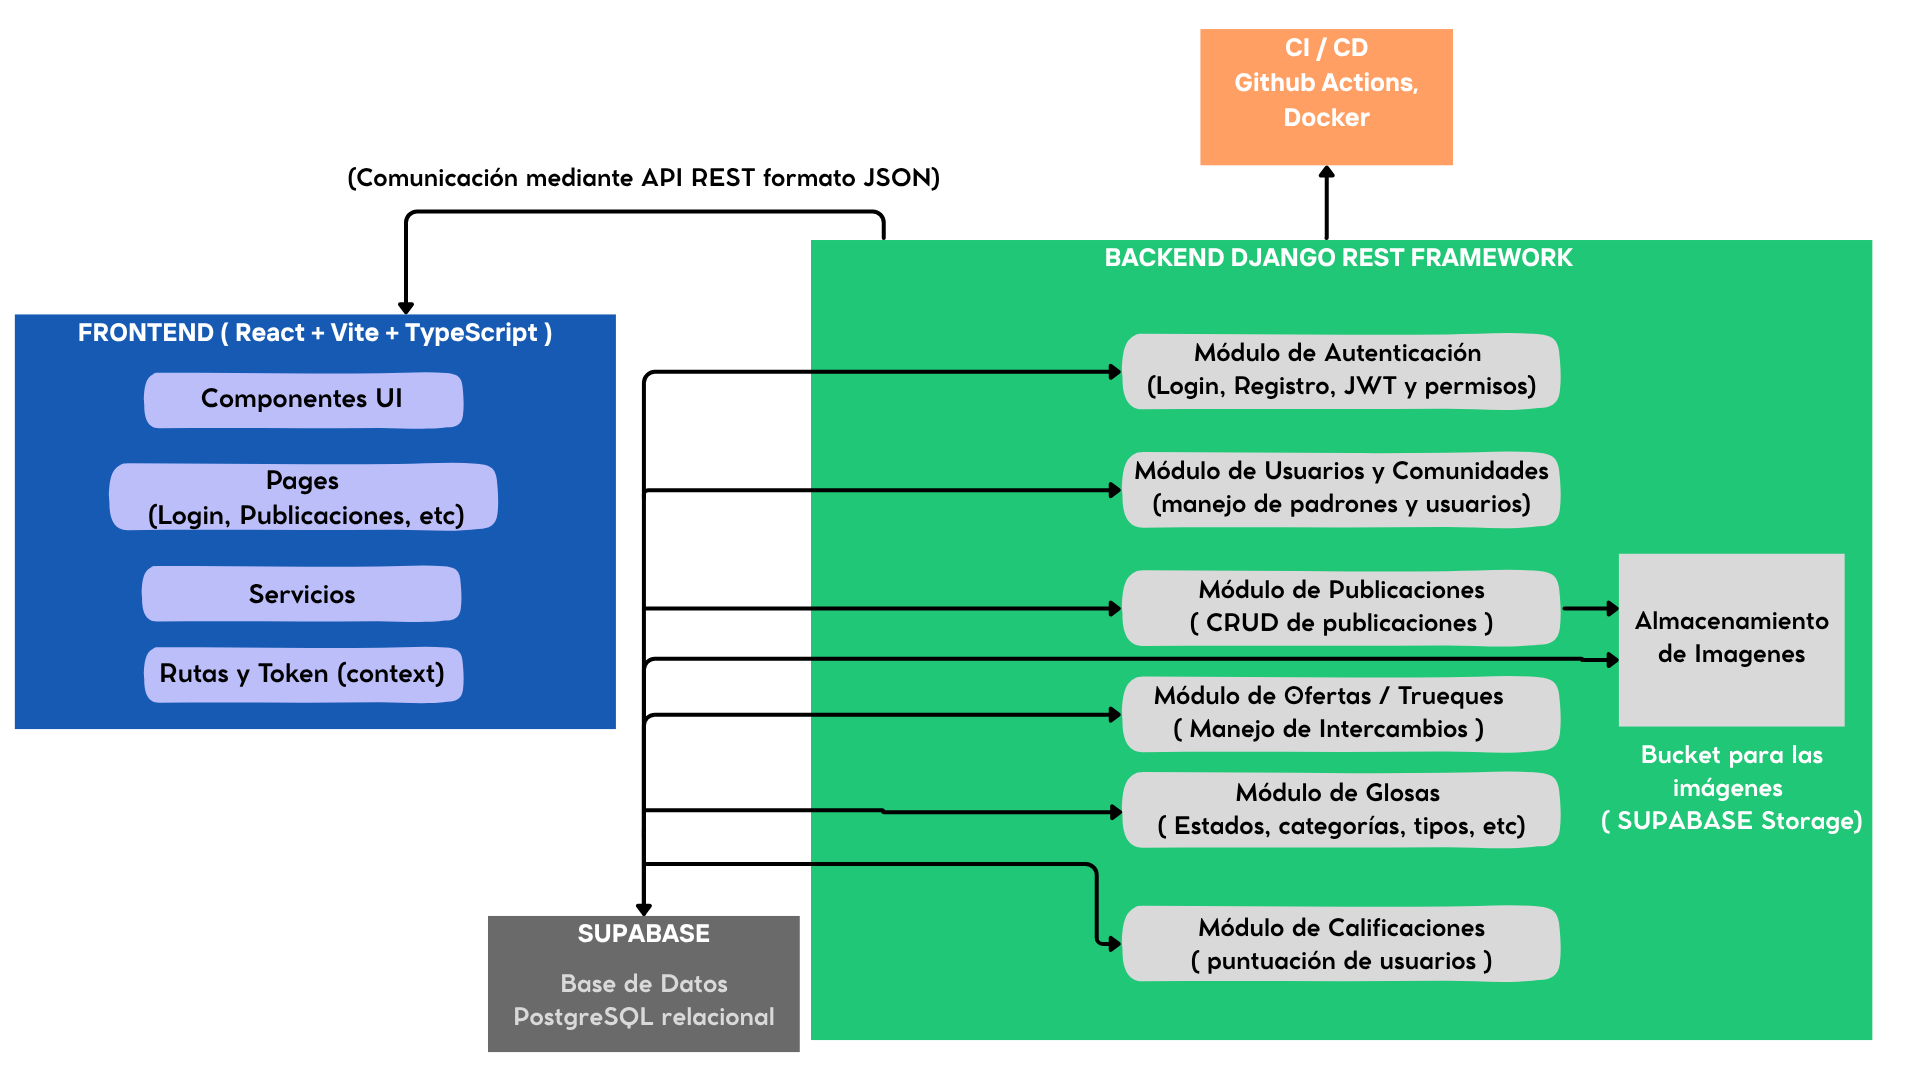 CI / CD
Github Actions,
Docker
(Comunicación mediante API REST formato JSON)
BACKEND DJANGO REST FRAMEWORK
FRONTEND ( React + Vite + TypeScript )
Componentes UI
Pages
(Login, Publicaciones, etc)
Servicios
Rutas y Token (context)
Módulo de Autenticación
(Login, Registro, JWT y permisos)
Módulo de Usuarios y Comunidades
(manejo de padrones y usuarios)
Módulo de Publicaciones
( CRUD de publicaciones )
Almacenamiento
de Imagenes
Módulo de Ofertas / Trueques
( Manejo de Intercambios )
Bucket para las
imágenes
( SUPABASE Storage)
Módulo de Glosas
( Estados, categorías, tipos, etc)
Módulo de Calificaciones
( puntuación de usuarios )
SUPABASE
Base de Datos
PostgreSQL relacional